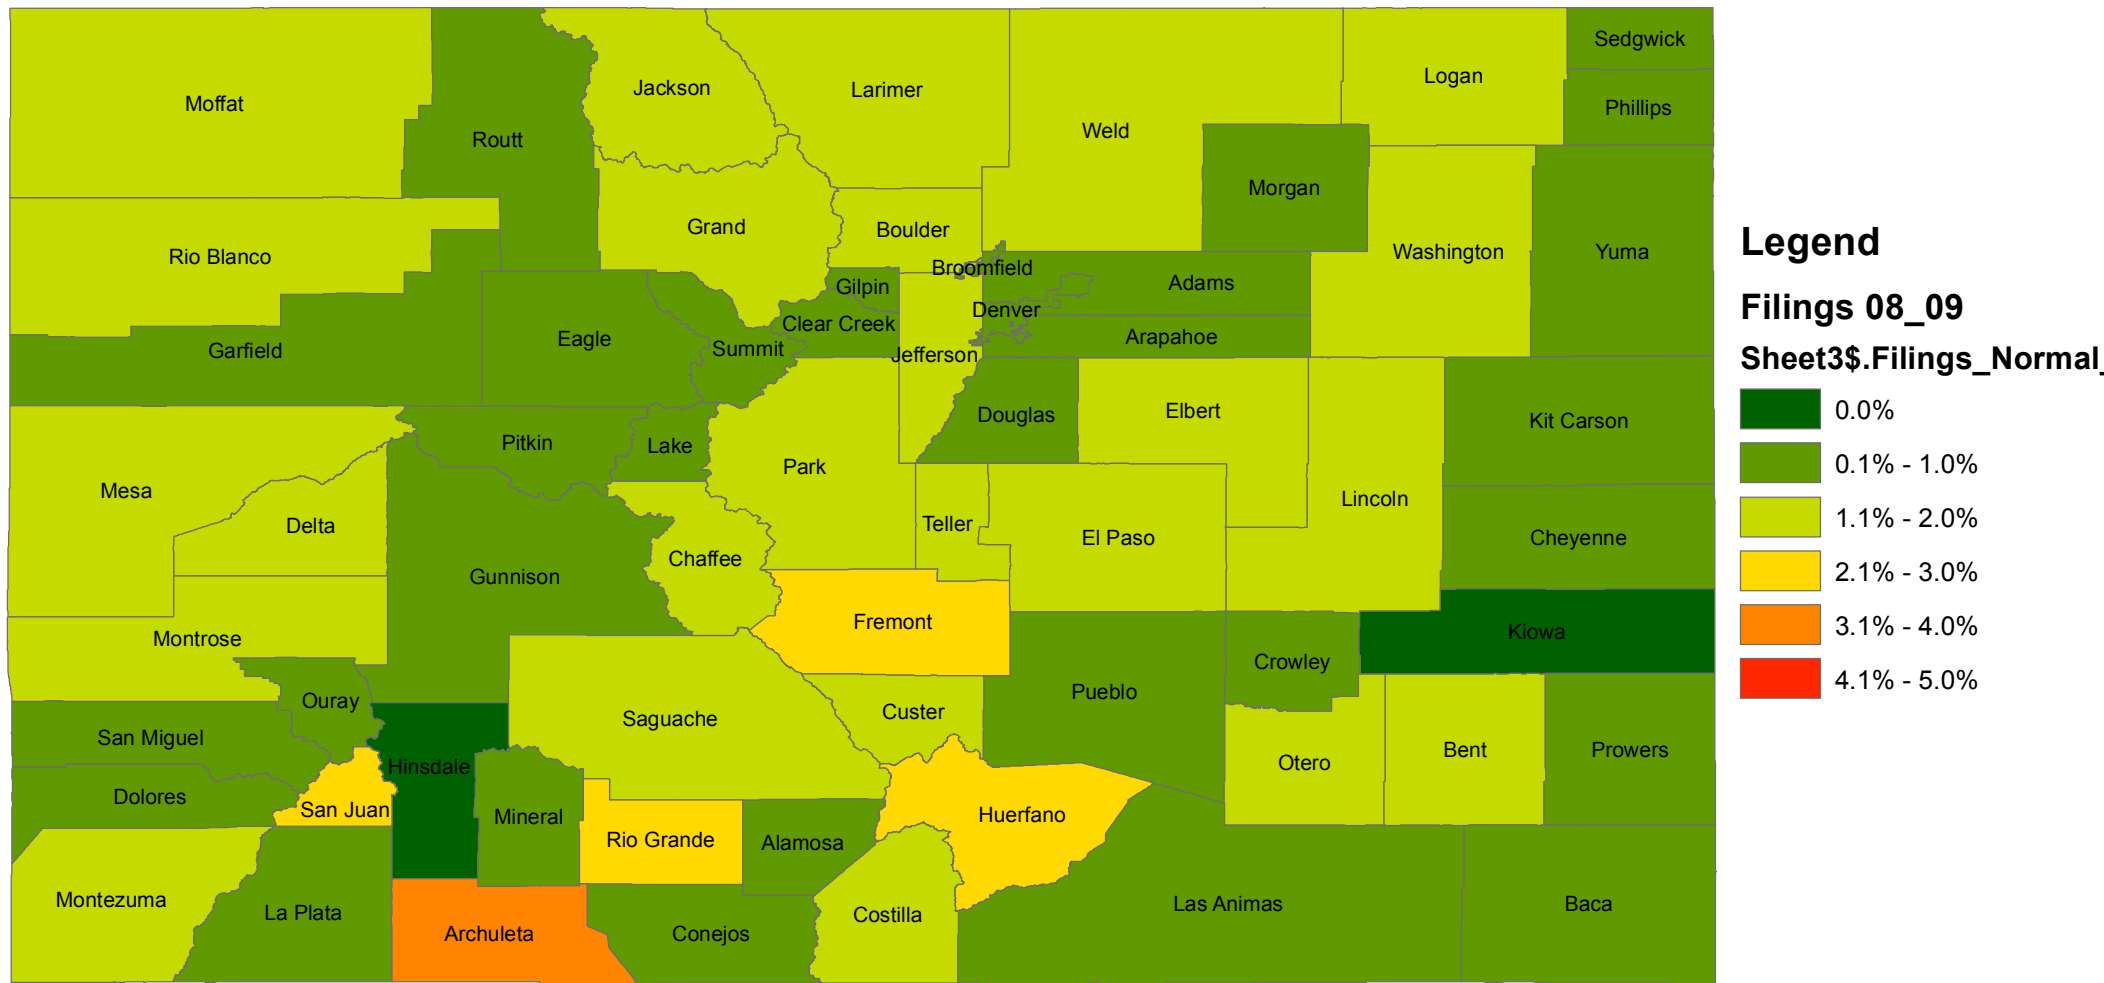 Sedgwick
Logan
Jackson
Larimer
Moffat
Phillips
Weld
Routt
Morgan
Grand
Boulder
Rio Blanco
Washington
Yuma
Broomfield
Gilpin
Adams
Denver
Clear Creek
Arapahoe
Eagle
Summit
Garfield
Jefferson
Elbert
Douglas
Kit Carson
Pitkin
Lake
Park
Mesa
Lincoln
Delta
Teller
El Paso
Cheyenne
Chaffee
Gunnison
Fremont
Kiowa
Montrose
Crowley
Pueblo
Ouray
Custer
Saguache
San Miguel
Bent
Prowers
Otero
Hinsdale
Dolores
San Juan
Mineral
Huerfano
Rio Grande
Alamosa
Montezuma
La Plata
Costilla
Las Animas
Baca
Archuleta
Conejos
Legend
Filings 08_09
Sheet3$.Filings_Normal_
0.0%
0.1% - 1.0%
1.1% - 2.0%
2.1% - 3.0%
3.1% - 4.0%
4.1% - 5.0%